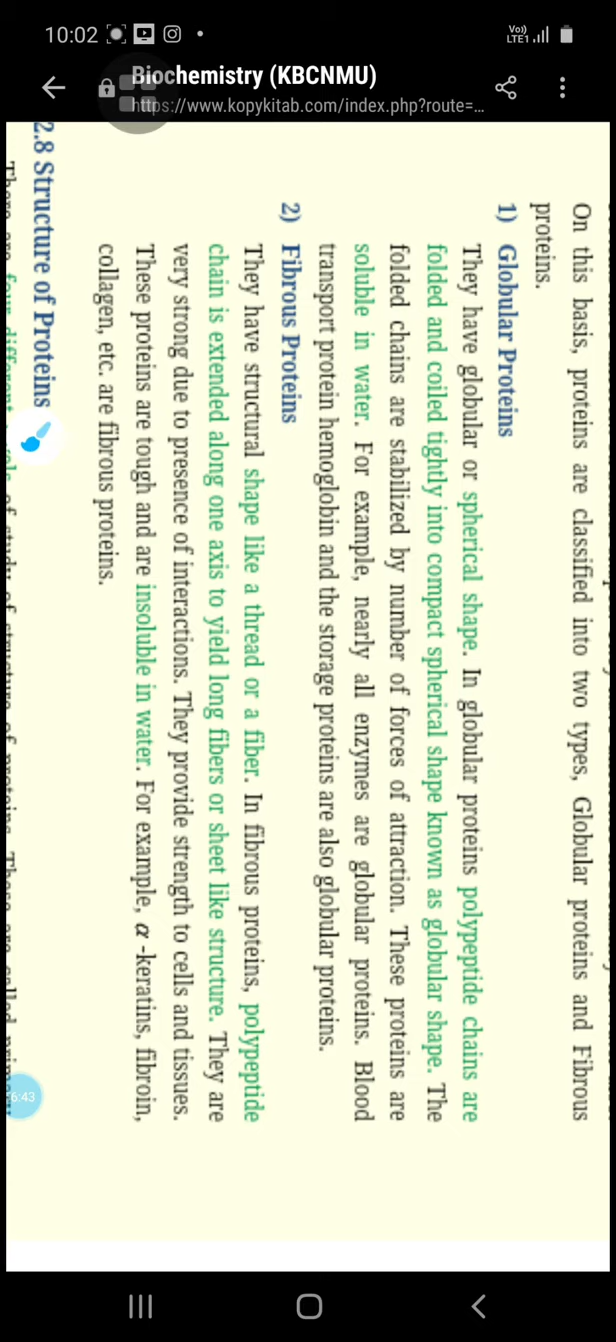 10:02
Vo))
LTE1
Biochemistry (KBCNMU)
https://www.kopykitab.com/index.php?route=...
On this basis, proteins are classified into two types, Globular proteins and Fibrous
proteins.
1) Globular Proteins
They have globular or spherical shape. In globular proteins polypeptide chains are
folded and coiled tightly into compact spherical shape known as globular shape. The
folded chains are stabilized by number of forces of attraction. These proteins are
soluble in water. For example, nearly all enzymes are globular proteins. Blood
transport protein hemoglobin and the storage proteins are also globular proteins.
2) Fibrous Proteins
They have structural shape like a thread or a fiber. In fibrous proteins, polypeptide
chain is extended along one axis to yield long fibers or sheet like structure. They are
very strong due to presence of interactions. They provide strength to cells and tissues.
These proteins are tough and are insoluble in water. For example, α -keratins, fibroin,
collagen, etc. are fibrous proteins.
2.8 Structure of Proteins
6:43